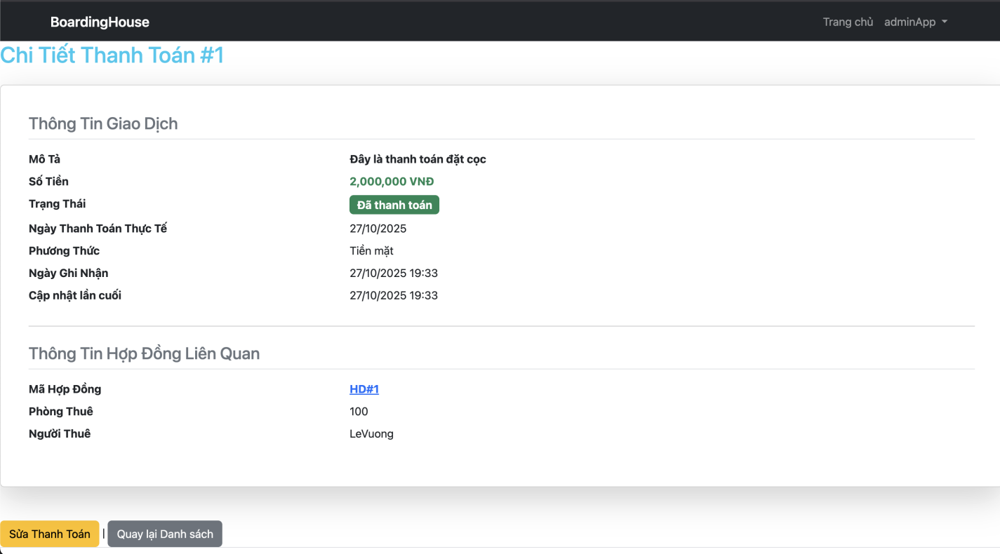 BoardingHouse Trang chủ adminApp
Chi Tiết Thanh Toán #1
Thông Tin Giao Dịch
Mô Tả Đây là thanh toán đặt cọc
Số Tiền 2,000,000 VNĐ
Trạng Thái Đã thanh toán
Ngày Thanh Toán Thực Tế 27/10/2025
Phương Thức Tiền mặt
Ngày Ghi Nhận 27/10/2025 19:33
Cập nhật lần cuối 27/10/2025 19:33
Thông Tin Hợp Đồng Liên Quan
Mã Hợp Đồng HD#1
Phòng Thuê 100
Người Thuê LeVuong
Sửa Thanh Toán | Quay lại Danh sách